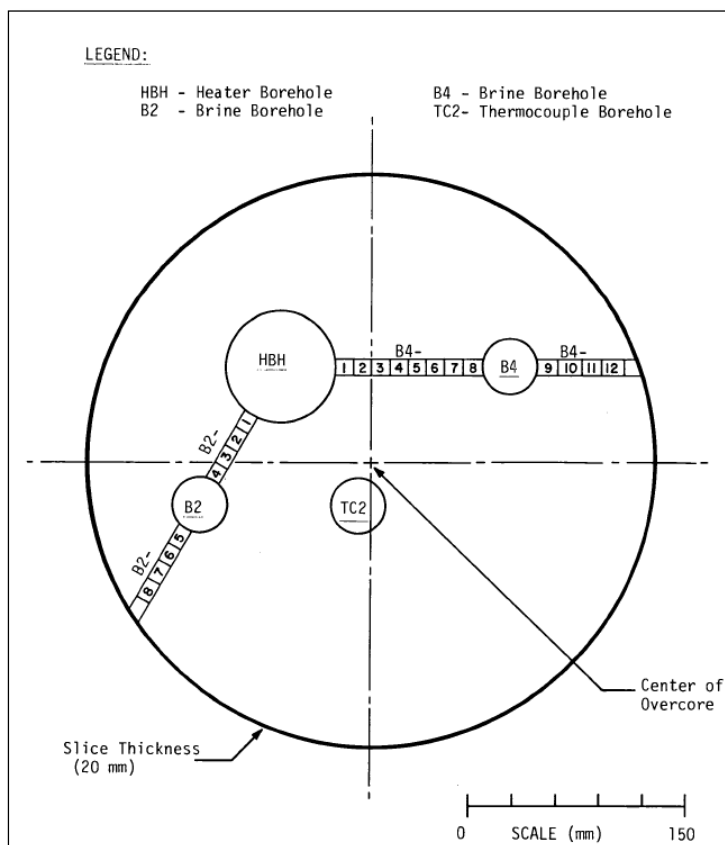 LEGEND:
HBH - Heater Borehole
B2 - Brine Borehole
B4 - Brine Borehole
TC2- Thermocouple Borehole
B4-
B4-
HBH
1 2 3 4 5 6 7 8
B4
9 10 11 12
B2-
1 2 3 4
B2
TC2
B2-
5 6 7 8
Center of
Overcore
Slice Thickness
(20 mm)
0 SCALE (mm) 150